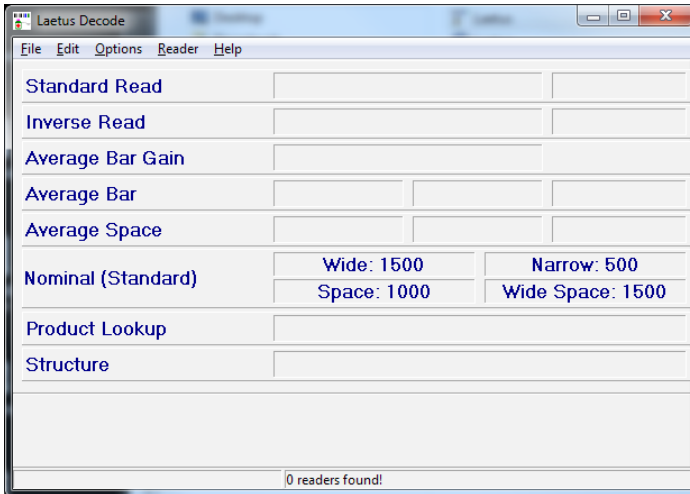 Laetus Decode
File Edit Options Reader Help
Standard Read
Inverse Read
Average Bar Gain
Average Bar
Average Space
Nominal (Standard)
Wide: 1500 Narrow: 500
Space: 1000 Wide Space: 1500
Product Lookup
Structure
0 readers found!